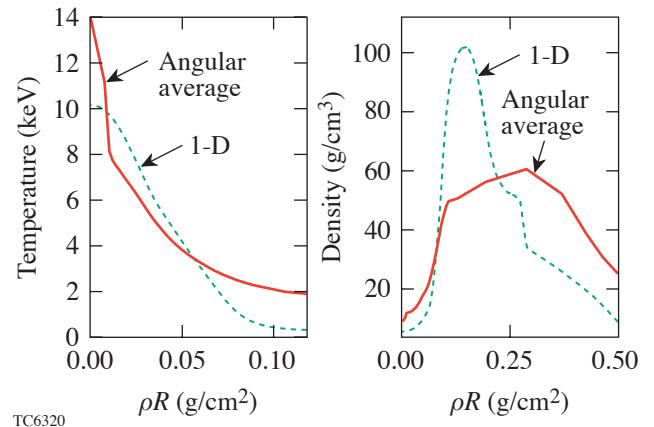 14
12
10
8
6
4
2
0
Temperature (keV)
Angular
average
1-D
0.00
0.05
0.10
ρR (g/cm²)
100
80
60
40
20
Density (g/cm³)
1-D
Angular
average
0.00
0.25
0.50
ρR (g/cm²)
TC6320